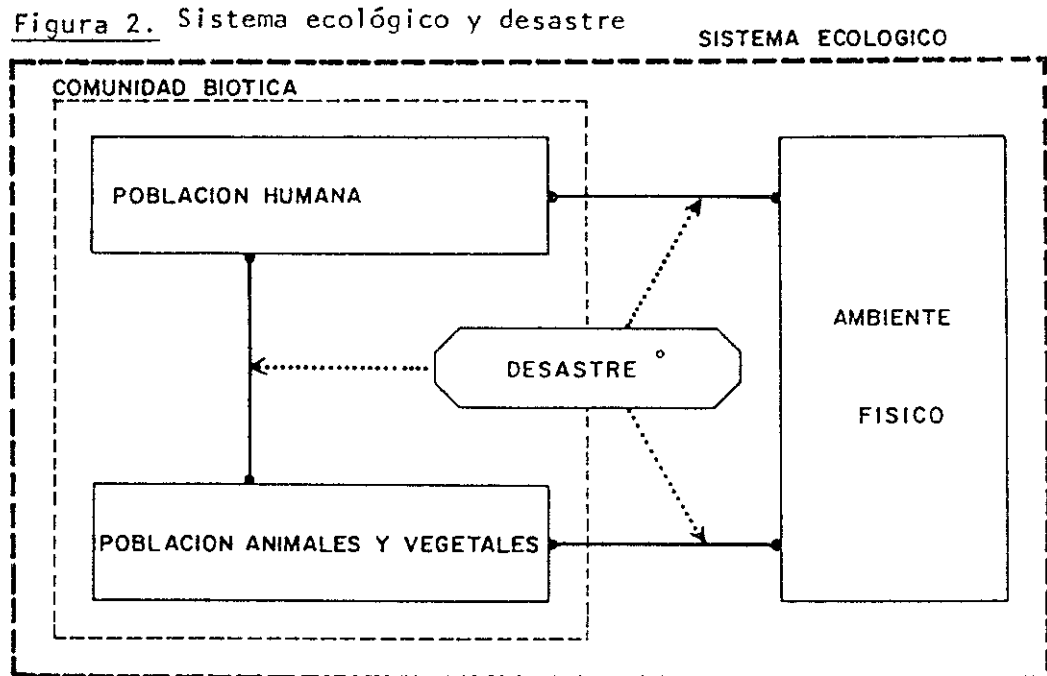 Figura 2. Sistema ecológico y desastre
SISTEMA ECOLOGICO
COMUNIDAD BIOTICA
POBLACION HUMANA
AMBIENTE
DESASTRE
FISICO
POBLACION ANIMALES Y VEGETALES